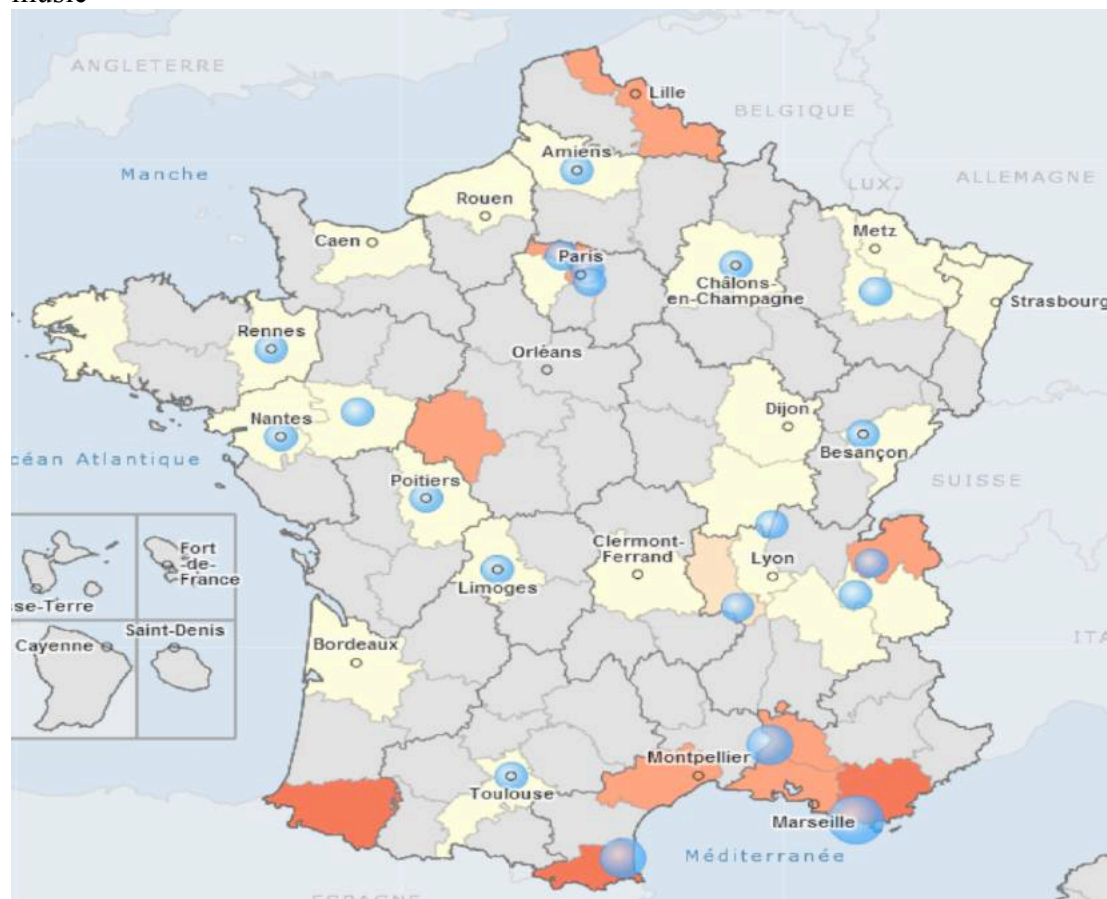 ANGLETERRE
Lille
BELGIQUE
Amiens
Manche
LUX.
ALLEMAGNE
Rouen
Metz
Caen
Paris
Châlons-
en-Champagne
Strasbourg
Rennes
Orléans
Dijon
Nantes
Besançon
céan Atlantique
SUISSE
Poitiers
Clermont-
Ferrand
Lyon
Fort
-de-
France
Limoges
sse-Terre
Saint-Denis
Cayenne
Bordeaux
ITA
Montpellier
Toulouse
Marseille
Méditerranée